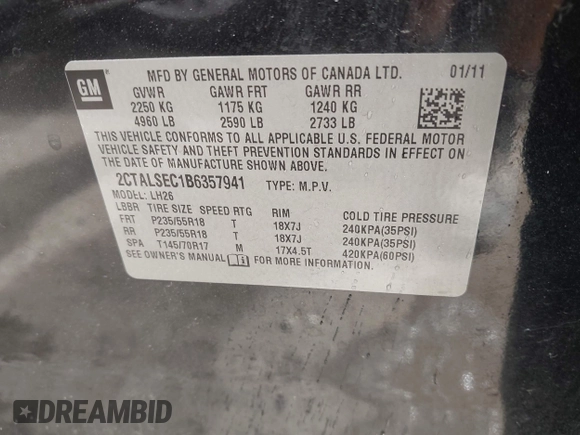 GM
MFD BY GENERAL MOTORS OF CANADA LTD. 01/11
GVWR GAWR FRT GAWR RR
2250 KG 1175 KG 1240 KG
4960 LB 2590 LB 2733 LB
THIS VEHICLE CONFORMS TO ALL APPLICABLE U.S. FEDERAL MOTOR
VEHICLE SAFETY AND THEFT PREVENTION STANDARDS IN EFFECT ON
THE DATE OF MANUFACTURE SHOWN ABOVE.
2CTALSEC1B6357941 TYPE: M.P.V.
MODEL: LH26
LBBR TIRE SIZE SPEED RTG RIM COLD TIRE PRESSURE
FRT P235/55R18 T 18X7J 240KPA(35PSI)
RR P235/55R18 T 18X7J 240KPA(35PSI)
SPA T145/70R17 M 17X4.5T 420KPA(60PSI)
SEE OWNER'S MANUAL FOR MORE INFORMATION.
DREAMBID